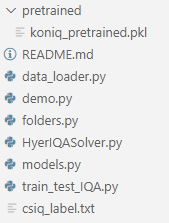 pretrained
koniq_pretrained.pkl
README.md
data_loader.py
demo.py
folders.py
HyerIQASolver.py
models.py
train_test_IQA.py
csiq_label.txt